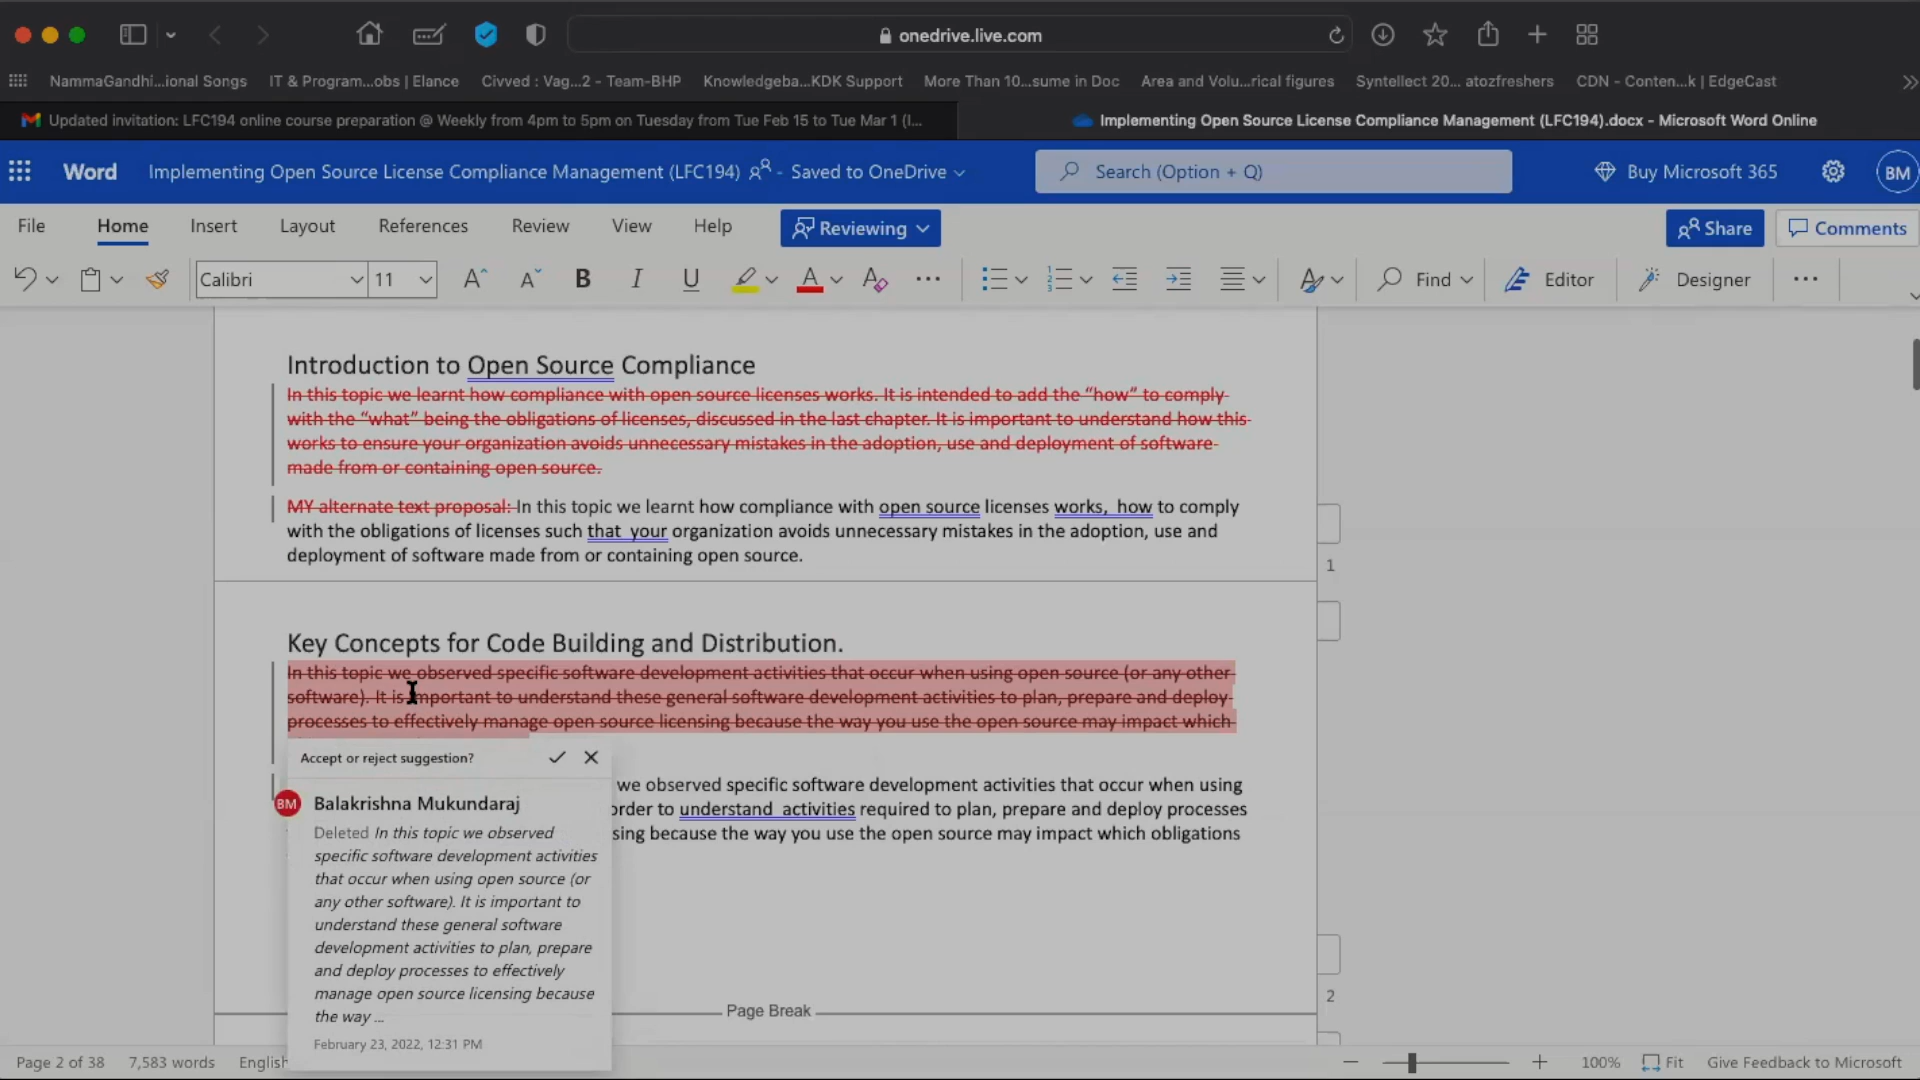 onedrive.live.com
NammaGandhi...ional Songs IT & Program...obs | Elance Civved : Vag...2 - Team-BHP Knowledgeba...KDK Support More Than 10...sume in Doc Area and Volu...rical figures Syntellect 20... atozfreshers CDN - Conten...k | EdgeCast
Updated invitation: LFC194 online course preparation @ Weekly from 4pm to 5pm on Tuesday from Tue Feb 15 to Tue Mar 1 (I... Implementing Open Source License Compliance Management (LFC194).docx - Microsoft Word Online
Word Implementing Open Source License Compliance Management (LFC194) - Saved to OneDrive Search (Option + Q) Buy Microsoft 365 BM
File Home Insert Layout References Review View Help Reviewing Share Comments
Calibri 11 A A B I U A A ... Find Editor Designer ...
Introduction to Open Source Compliance
In this topic we learnt how compliance with open source licenses works. It is intended to add the “how” to comply
with the “what” being the obligations of licenses, discussed in the last chapter. It is important to understand how this
works to ensure your organization avoids unnecessary mistakes in the adoption, use and deployment of software
made from or containing open source.
MY alternate text proposal: In this topic we learnt how compliance with open source licenses works, how to comply
with the obligations of licenses such that your organization avoids unnecessary mistakes in the adoption, use and
deployment of software made from or containing open source.
1
Key Concepts for Code Building and Distribution.
In this topic we observed specific software development activities that occur when using open source (or any other
software). It is important to understand these general software development activities to plan, prepare and deploy
processes to effectively manage open source licensing because the way you use the open source may impact which
Accept or reject suggestion?
we observed specific software development activities that occur when using
order to understand activities required to plan, prepare and deploy processes
sing because the way you use the open source may impact which obligations
BM Balakrishna Mukundaraj
Deleted In this topic we observed
specific software development activities
that occur when using open source (or
any other software). It is important to
understand these general software
development activities to plan, prepare
and deploy processes to effectively
manage open source licensing because
the way ...
February 23, 2022, 12:31 PM
2
Page Break
Page 2 of 38 7,583 words English 100% Fit Give Feedback to Microsoft